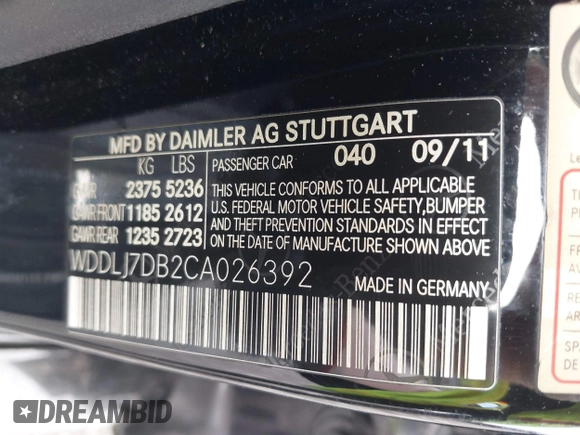 MFD BY DAIMLER AG STUTTGART
KG LBS
PASSENGER CAR 040 09/11
GVWR 2375 5236
GAWR FRONT 1185 2612
GAWR REAR 1235 2723
THIS VEHICLE CONFORMS TO ALL APPLICABLE
U.S. FEDERAL MOTOR VEHICLE SAFETY, BUMPER
AND THEFT PREVENTION STANDARDS IN EFFECT
ON THE DATE OF MANUFACTURE SHOWN ABOVE.
WDDLJ7DB2CA026392
MADE IN GERMANY
DREAMBID